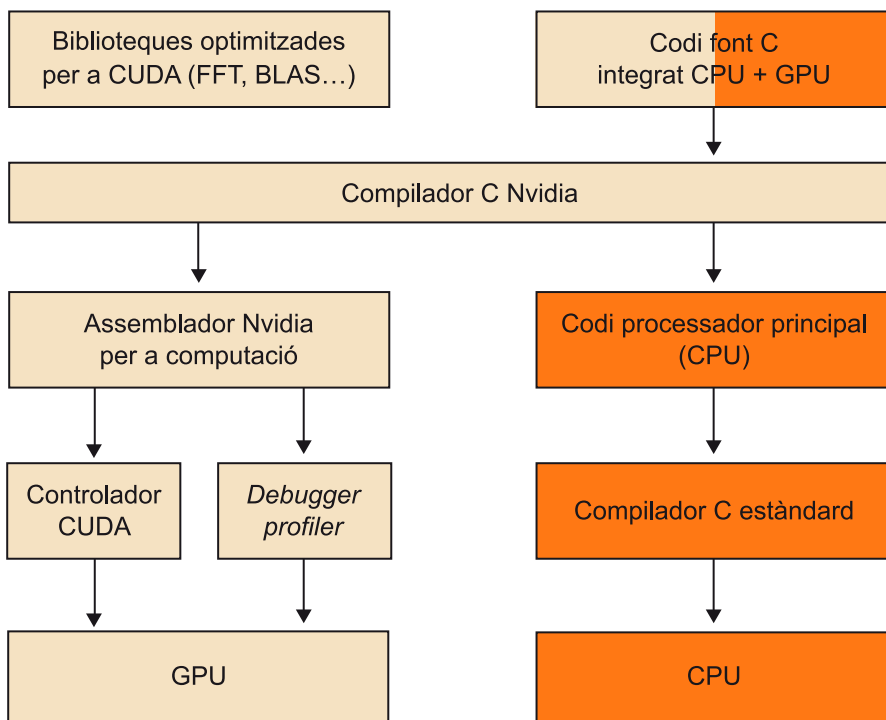 Biblioteques optimitzades
per a CUDA (FFT, BLAS…)
Codi font C
integrat CPU + GPU
Compilador C Nvidia
Assemblador Nvidia
per a computació
Codi processador principal
(CPU)
Controlador
CUDA
Debugger
profiler
Compilador C estàndard
GPU
CPU